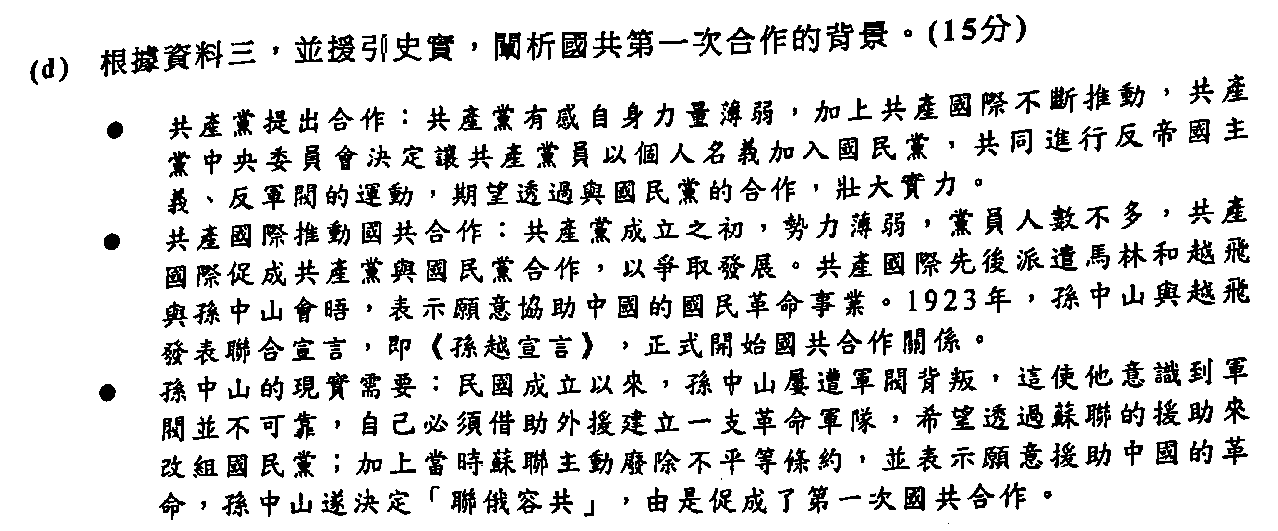 (d) 根據資料三，並援引史實，闡析國共第一次合作的背景。(15分)
● 共產黨提出合作：共產黨有感自身力量薄弱，加上共產國際不斷推動，共產
黨中央委員會決定讓共產黨員以個人名義加入國民黨，共同進行反帝國主
義、反軍閥的運動，期望透過與國民黨的合作，壯大實力。
● 共產國際推動國共合作：共產黨成立之初，勢力薄弱，黨員人數不多，共產
國際促成共產黨與國民黨合作，以爭取發展。共產國際先後派遣馬林和越飛
與孫中山會晤，表示願意協助中國的國民革命事業。1923年，孫中山與越飛
發表聯合宣言，即《孫越宣言》，正式開始國共合作關係。
● 孫中山的現實需要：民國成立以來，孫中山屢遭軍閥背叛，這使他意識到軍
閥並不可靠，自己必須借助外援建立一支革命軍隊，希望透過蘇聯的援助來
改組國民黨；加上當時蘇聯主動廢除不平等條約，並表示願意援助中國的革
命，孫中山遂決定「聯俄容共」，由是促成了第一次國共合作。